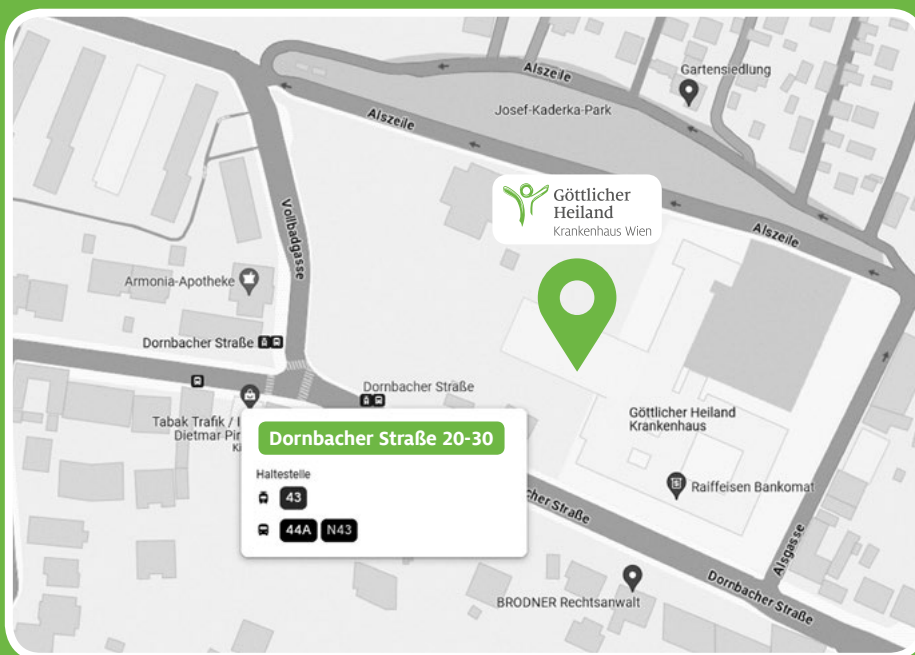 Alszeile
Gartensiedlung
Josef-Kaderka-Park
Alszeile
Göttlicher
Heiland
Krankenhaus Wien
Vollbadgasse
Alszeile
Armonia-Apotheke
Dornbacher Straße
Dornbacher Straße
Tabak Trafik /
Dietmar
Göttlicher Heiland
Krankenhaus
Dornbacher Straße 20-30
Haltestelle
43
44A N43
Raiffeisen Bankomat
cher Straße
Alsgasse
Dornbacher Straße
BRODNER Rechtsanwalt